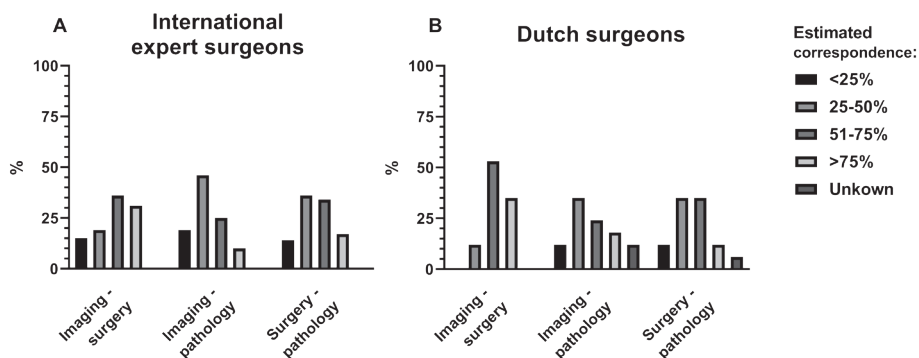 A
International
expert surgeons
%
100
75
50
25
0
Imaging -
surgery
Imaging -
pathology
Surgery -
pathology
B
Dutch surgeons
%
100
75
50
25
0
Imaging -
surgery
Imaging -
pathology
Surgery -
pathology
Estimated
correspondence:
<25%
25-50%
51-75%
>75%
Unkown